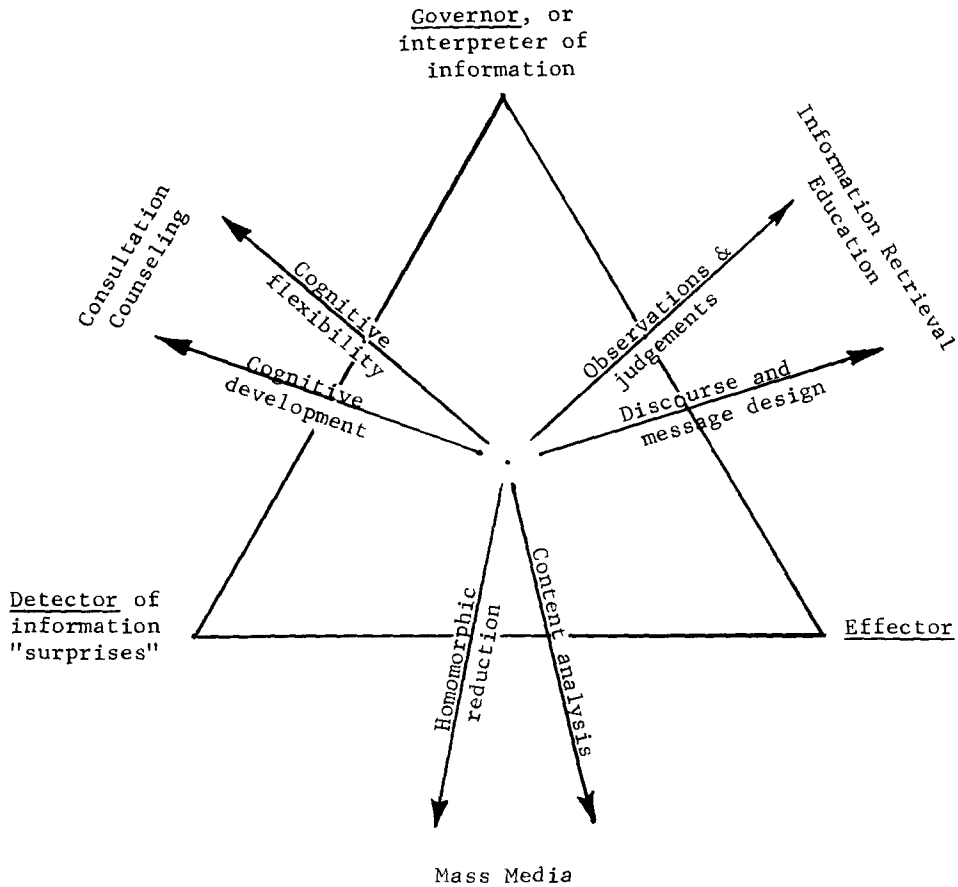 Governor, or
interpreter of
information
Consultation
Counseling
Cognitive
flexibility
Cognitive
development
Information Retrieval
Education
Observations &
judgements
Discourse and
message design
Detector of
information
"surprises"
Effector
Homomorphic
reduction
Content analysis
Mass Media